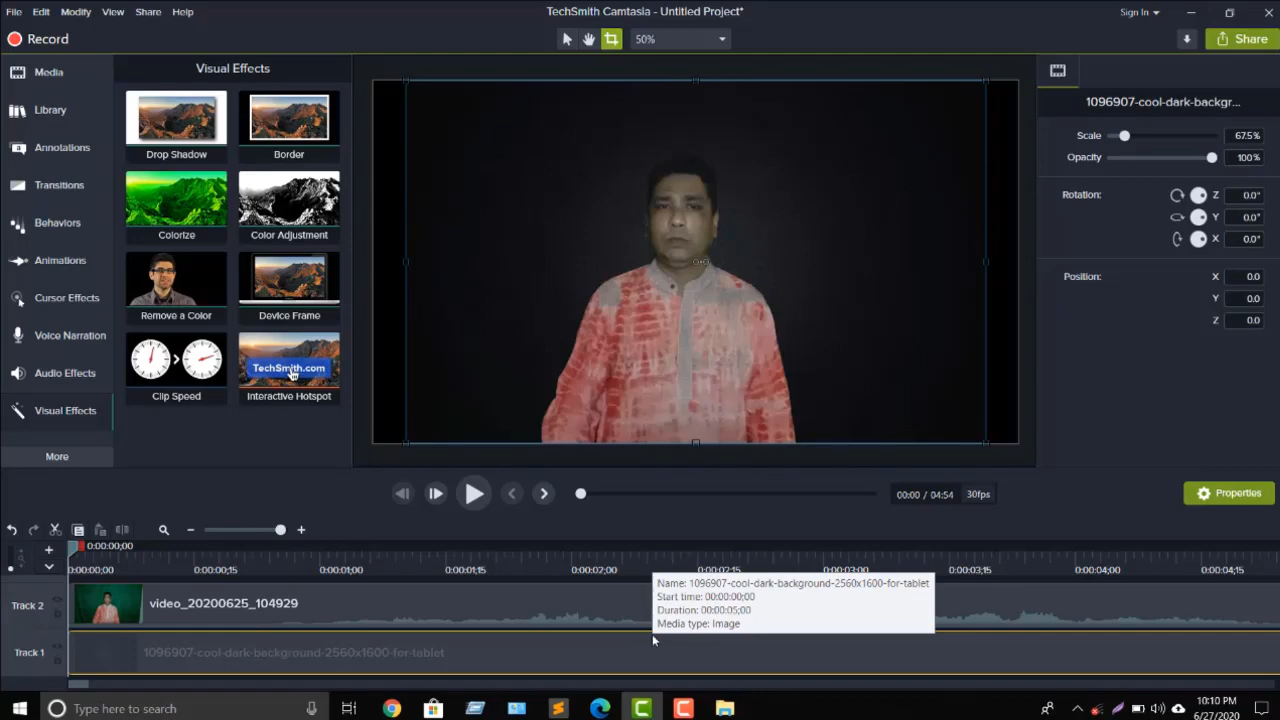 File Edit Modify View Share Help
TechSmith Camtasia - Untitled Project*
Sign In
Record
50%
Share
Media
Library
Annotations
Transitions
Behaviors
Animations
Cursor Effects
Voice Narration
Audio Effects
Visual Effects
More
Visual Effects
Drop Shadow
Border
Colorize
Color Adjustment
Remove a Color
Device Frame
Clip Speed
TechSmith.com
Interactive Hotspot
1096907-cool-dark-backgr...
Scale 67.5%
Opacity 100%
Rotation: Z 0.0°
Y 0.0°
X 0.0°
Position: X 0.0
Y 0.0
Z 0.0
00:00 / 04:54 30fps
Properties
0:00:00;00
0:00:00;00 0:00:00;15 0:00:01;00 0:00:01;15 0:00:02;00 0:00:02;15 0:00:03;00 0:00:03;15 0:00:04;00 0:00:04;15
Name: 1096907-cool-dark-background-2560x1600-for-tablet
Start time: 00:00:00;00
Duration: 00:00:05;00
Media type: Image
Track 2
video_20200625_104929
Track 1
1096907-cool-dark-background-2560x1600-for-tablet
Type here to search
10:10 PM
6/27/2020